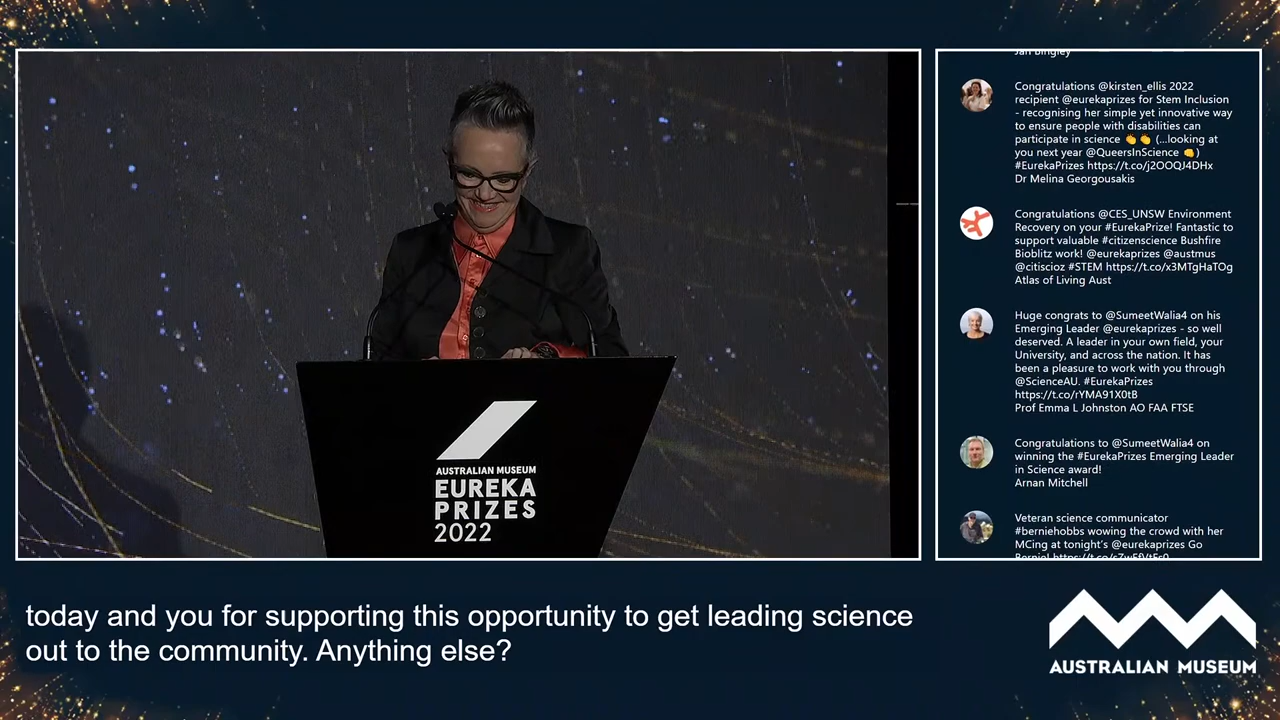 AUSTRALIAN MUSEUM
EUREKA
PRIZES
2022
Jan Bingley
Congratulations @kirsten_ellis 2022
recipient @eurekaprizes for Stem Inclusion
- recognising her simple yet innovative way
to ensure people with disabilities can
participate in science 👏 👏 (...looking at
you next year @QueersInScience 👊)
#EurekaPrizes https://t.co/j2OOQJ4DHx
Dr Melina Georgousakis
Congratulations @CES_UNSW Environment
Recovery on your #EurekaPrize! Fantastic to
support valuable #citizenscience Bushfire
Bioblitz work! @eurekaprizes @austmus
@citiscioz #STEM https://t.co/x3MTgHaTOg
Atlas of Living Aust
Huge congrats to @SumeetWalia4 on his
Emerging Leader @eurekaprizes - so well
deserved. A leader in your own field, your
University, and across the nation. It has
been a pleasure to work with you through
@ScienceAU. #EurekaPrizes
https://t.co/rYMA91X0tB
Prof Emma L Johnston AO FAA FTSE
Congratulations to @SumeetWalia4 on
winning the #EurekaPrizes Emerging Leader
in Science award!
Arnan Mitchell
Veteran science communicator
#berniehobbs wowing the crowd with her
MCing at tonight's @eurekaprizes Go
today and you for supporting this opportunity to get leading science
out to the community. Anything else?
AUSTRALIAN MUSEUM